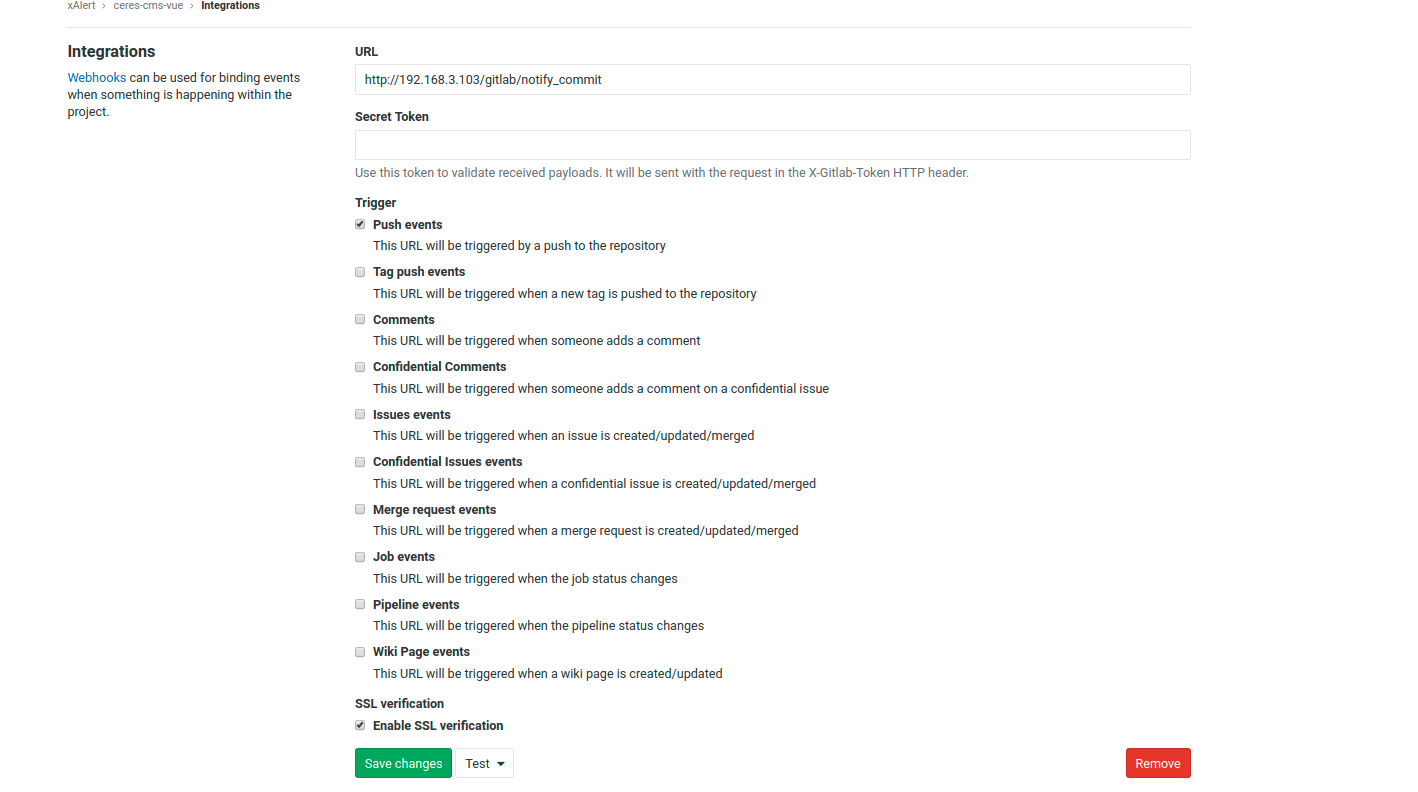 xAlert › ceres-cms-vue › Integrations
Integrations
Webhooks can be used for binding events
when something is happening within the
project.
URL
http://192.168.3.103/gitlab/notify_commit
Secret Token
Use this token to validate received payloads. It will be sent with the request in the X-Gitlab-Token HTTP header.
Trigger
Push events
This URL will be triggered by a push to the repository
Tag push events
This URL will be triggered when a new tag is pushed to the repository
Comments
This URL will be triggered when someone adds a comment
Confidential Comments
This URL will be triggered when someone adds a comment on a confidential issue
Issues events
This URL will be triggered when an issue is created/updated/merged
Confidential Issues events
This URL will be triggered when a confidential issue is created/updated/merged
Merge request events
This URL will be triggered when a merge request is created/updated/merged
Job events
This URL will be triggered when the job status changes
Pipeline events
This URL will be triggered when the pipeline status changes
Wiki Page events
This URL will be triggered when a wiki page is created/updated
SSL verification
Enable SSL verification
Save changes Test Remove